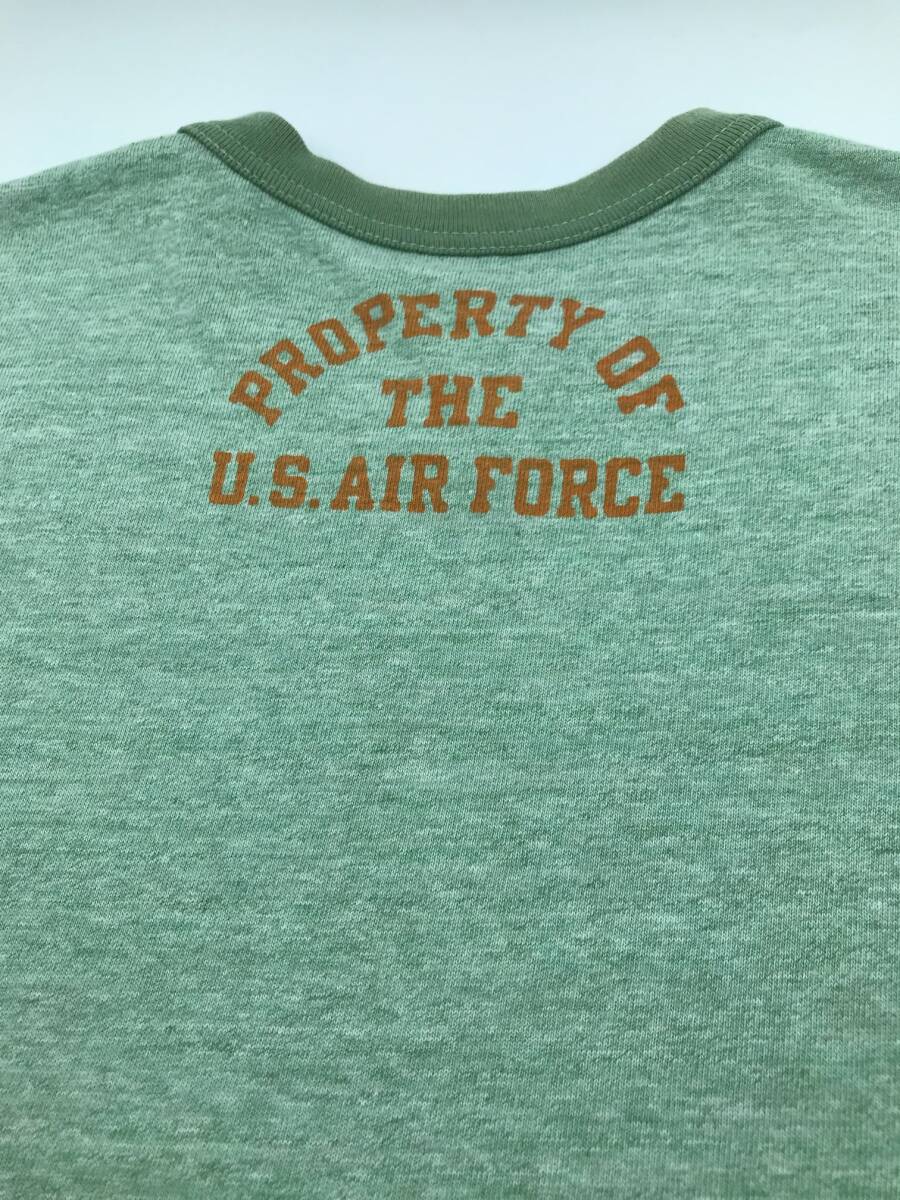 PROPERTY OF
THE
U.S. AIR FORCE